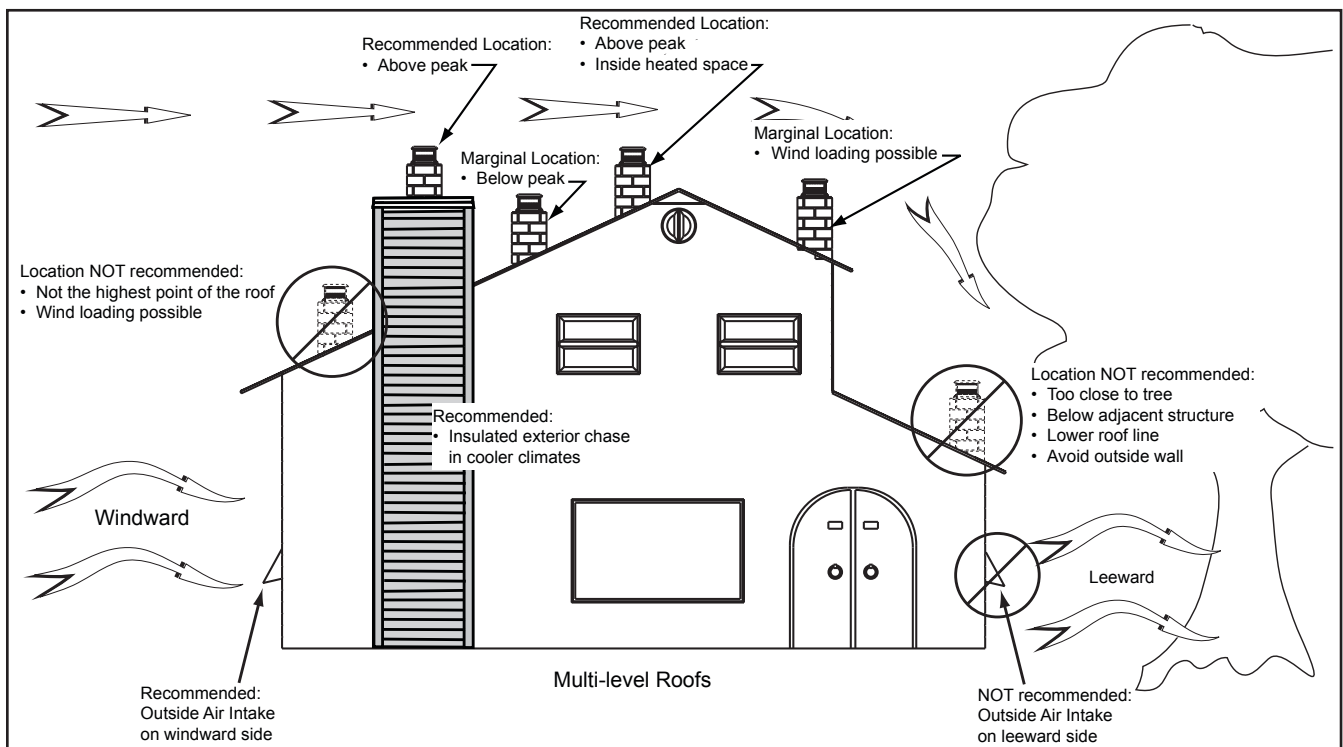 Recommended Location:
• Above peak
Recommended Location:
• Above peak
• Inside heated space
Marginal Location:
• Below peak
Marginal Location:
• Wind loading possible
Location NOT recommended:
• Not the highest point of the roof
• Wind loading possible
Location NOT recommended:
• Too close to tree
• Below adjacent structure
• Lower roof line
• Avoid outside wall
Recommended:
• Insulated exterior chase
in cooler climates
Windward
Leeward
Multi-level Roofs
Recommended:
Outside Air Intake
on windward side
NOT recommended:
Outside Air Intake
on leeward side